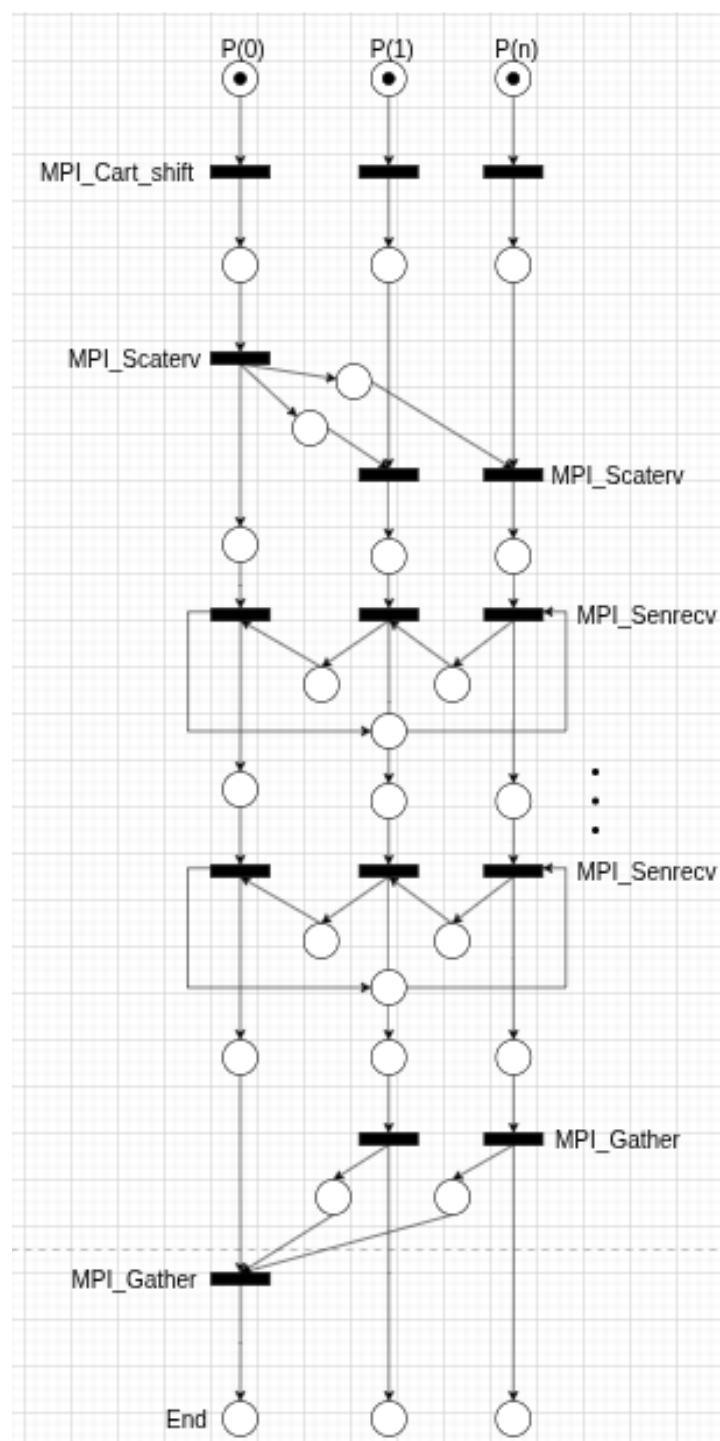 P(0) P(1) P(n)
MPI_Cart_shift
MPI_Scaterv
MPI_Scaterv
MPI_Senrecv
MPI_Senrecv
MPI_Gather
MPI_Gather
End